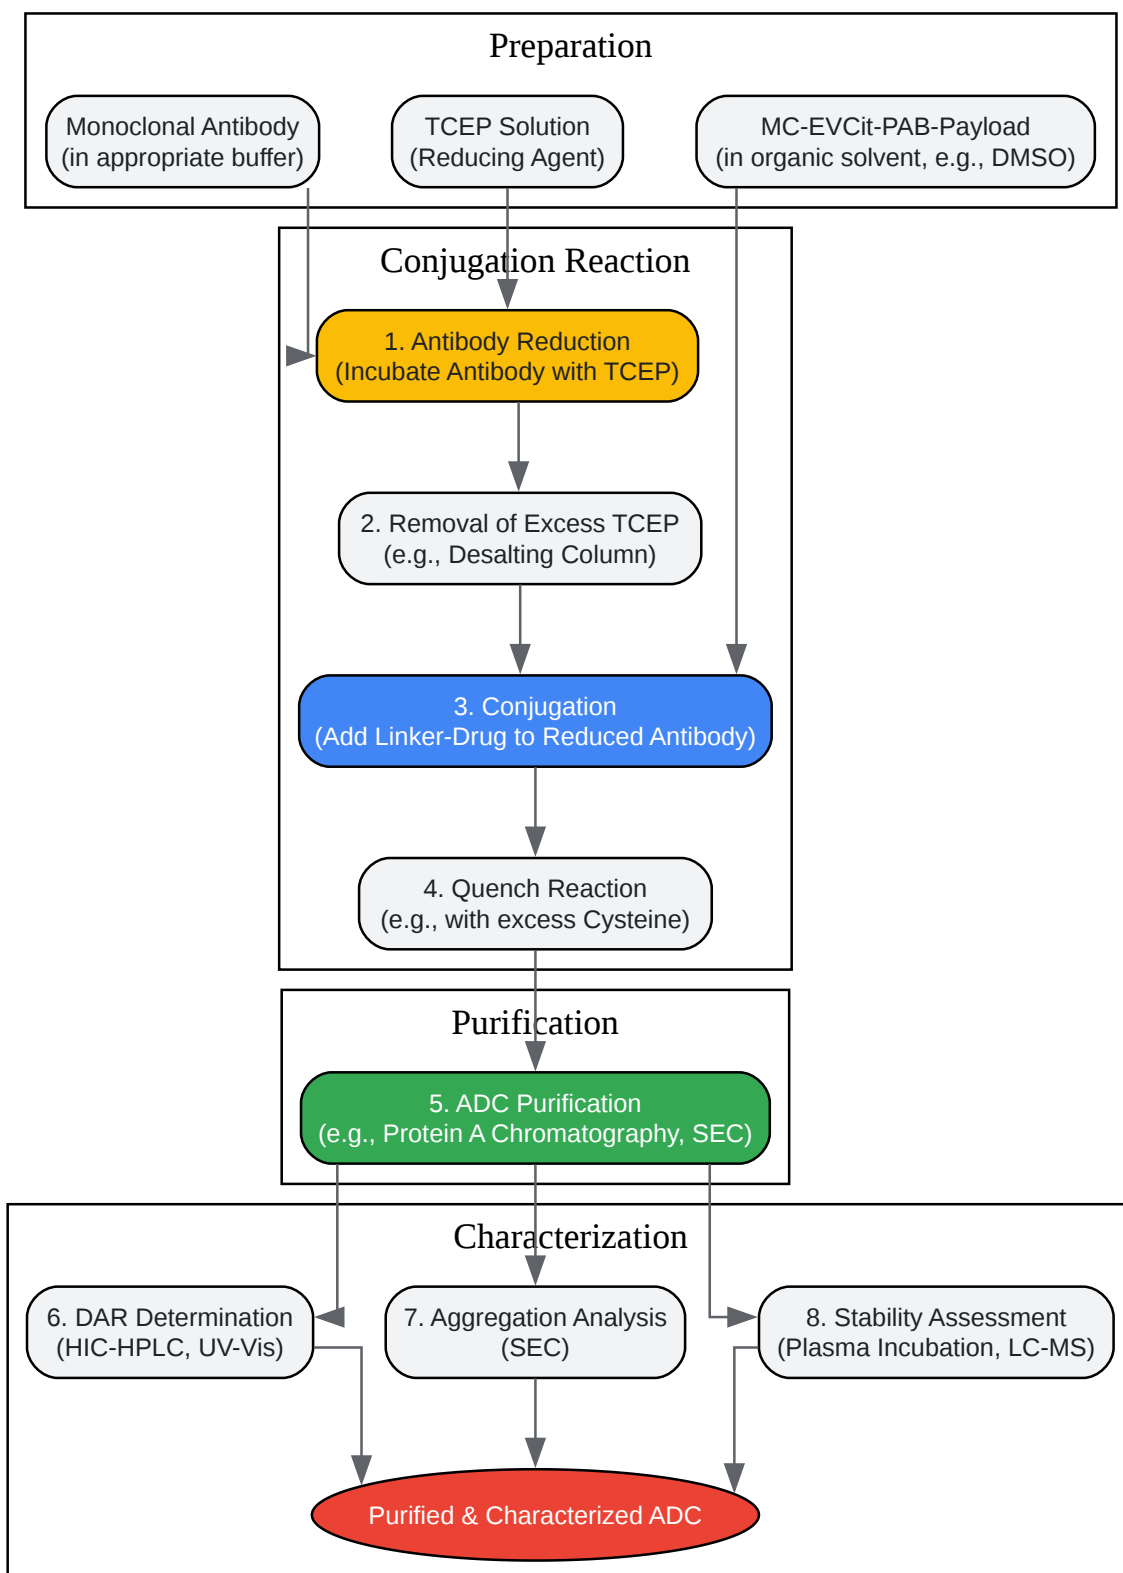 Preparation
Monoclonal Antibody
(in appropriate buffer)
TCEP Solution
(Reducing Agent)
MC-EVCit-PAB-Payload
(in organic solvent, e.g., DMSO)
Conjugation Reaction
1. Antibody Reduction
(Incubate Antibody with TCEP)
2. Removal of Excess TCEP
(e.g., Desalting Column)
3. Conjugation
(Add Linker-Drug to Reduced Antibody)
4. Quench Reaction
(e.g., with excess Cysteine)
Purification
5. ADC Purification
(e.g., Protein A Chromatography, SEC)
Characterization
6. DAR Determination
(HIC-HPLC, UV-Vis)
7. Aggregation Analysis
(SEC)
8. Stability Assessment
(Plasma Incubation, LC-MS)
Purified & Characterized ADC